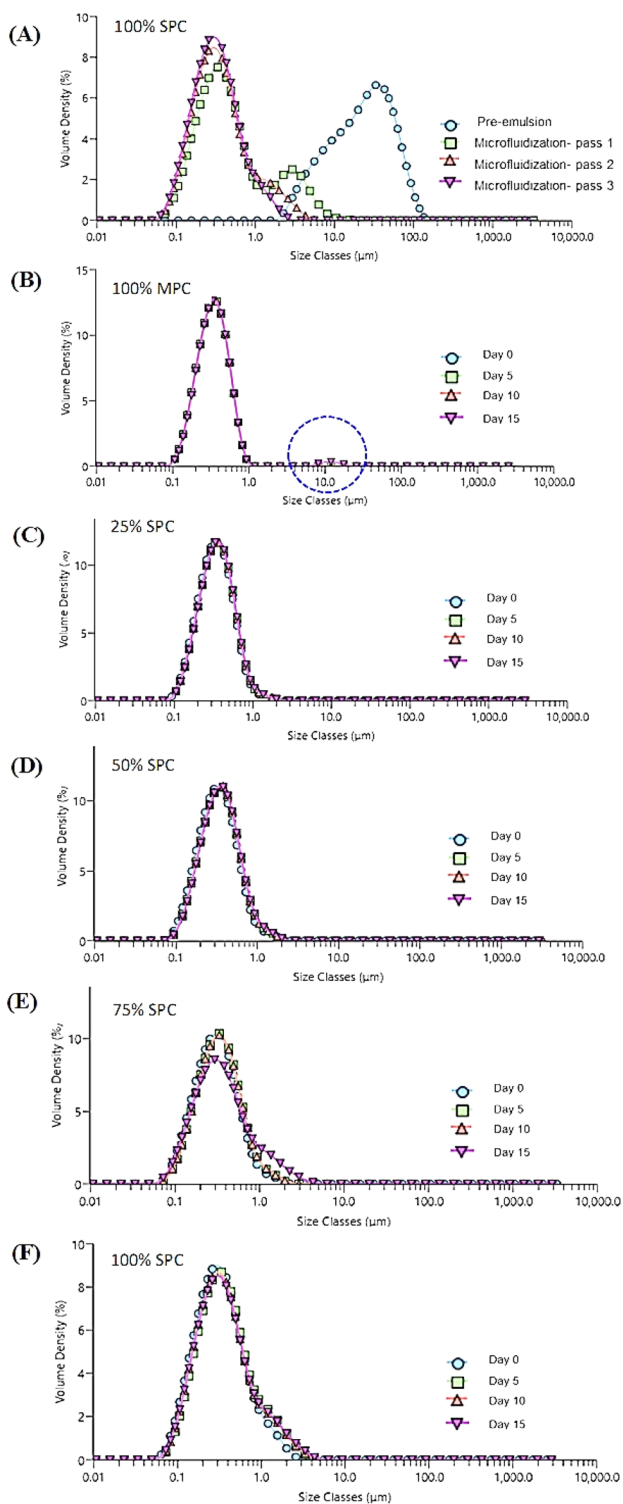 (A)
100% SPC
Volume Density (%)
10
8
6
4
2
0
Pre-emulsion
Microfluidization- pass 1
Microfluidization- pass 2
Microfluidization- pass 3
0.01 0.1 1.0 10.0 100.0 1,000.0 10,000.0
Size Classes (µm)
(B)
100% MPC
Volume Density (%)
15
10
5
0
Day 0
Day 5
Day 10
Day 15
0.01 0.1 1.0 10.0 100.0 1,000.0 10,000.0
Size Classes (µm)
(C)
25% SPC
Volume Density
10
5
0
Day 0
Day 5
Day 10
Day 15
0.01 0.1 1.0 10.0 100.0 1,000.0 10,000.0
Size Classes (µm)
(D)
50% SPC
Volume Density (%)
10
5
0
Day 0
Day 5
Day 10
Day 15
0.01 0.1 1.0 10.0 100.0 1,000.0 10,000.0
Size Classes (µm)
(E)
75% SPC
Volume Density (%)
10
5
0
Day 0
Day 5
Day 10
Day 15
0.01 0.1 1.0 10.0 100.0 1,000.0 10,000.0
Size Classes (µm)
(F)
100% SPC
Volume Density (%)
10
8
6
4
2
0
Day 0
Day 5
Day 10
Day 15
0.01 0.1 1.0 10.0 100.0 1,000.0 10,000.0
Size Classes (µm)